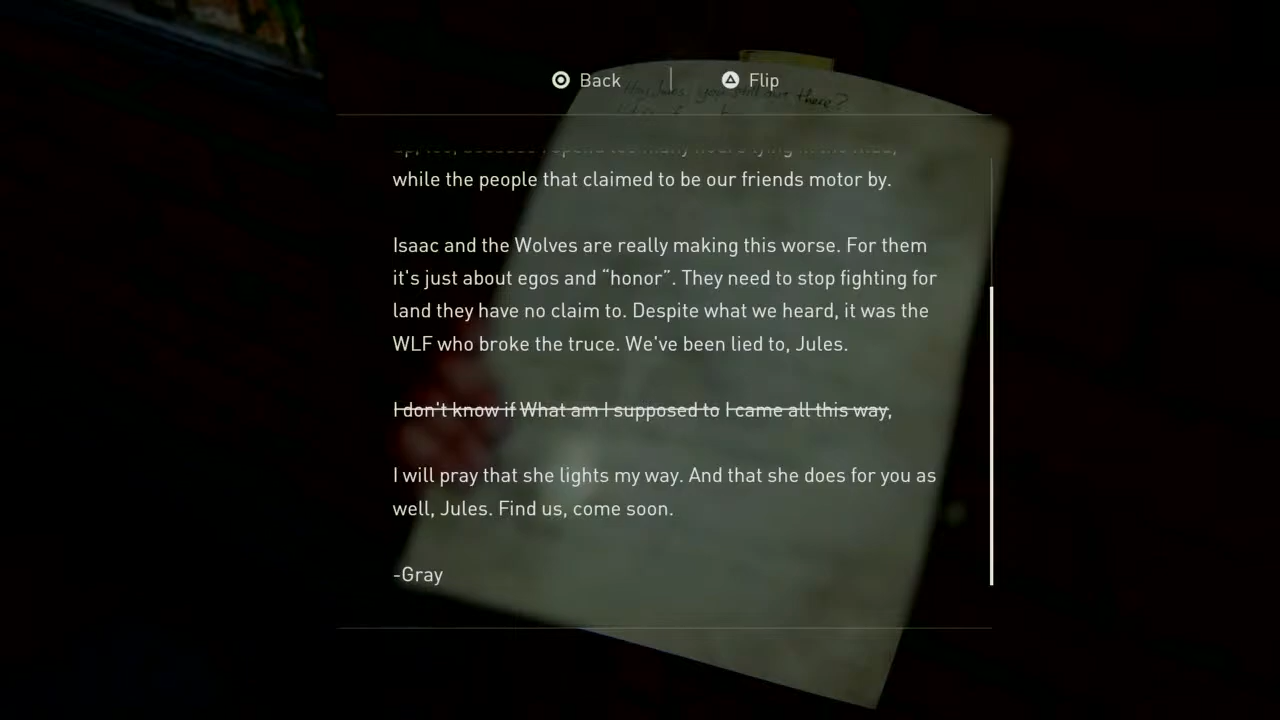 Back | Flip
there?
while the people that claimed to be our friends motor by.
Isaac and the Wolves are really making this worse. For them
it's just about egos and “honor”. They need to stop fighting for
land they have no claim to. Despite what we heard, it was the
WLF who broke the truce. We've been lied to, Jules.
I don't know if What am I supposed to I came all this way,
I will pray that she lights my way. And that she does for you as
well, Jules. Find us, come soon.
-Gray